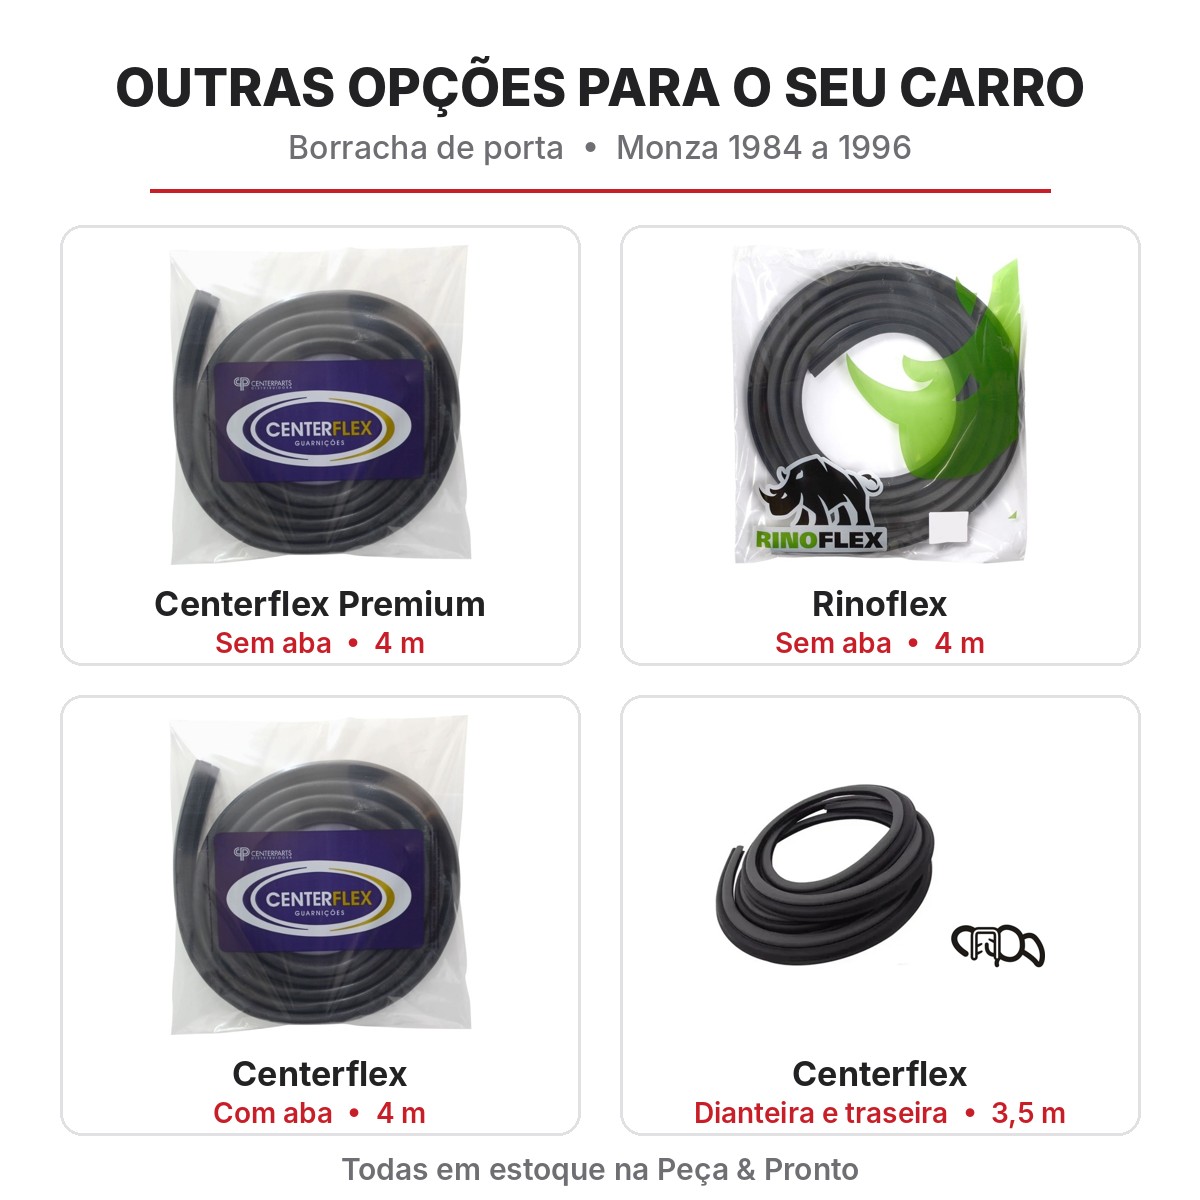 OUTRAS OPÇÕES PARA O SEU CARRO
Borracha de porta • Monza 1984 a 1996
CENTERPARTS
DISTRIBUIDORA
CENTERFLEX
GUARNIÇÕES
Centerflex Premium
Sem aba • 4 m
RINOFLEX
Rinoflex
Sem aba • 4 m
CENTERPARTS
DISTRIBUIDORA
CENTERFLEX
GUARNIÇÕES
Centerflex
Com aba • 4 m
Centerflex
Dianteira e traseira • 3,5 m
Todas em estoque na Peça & Pronto